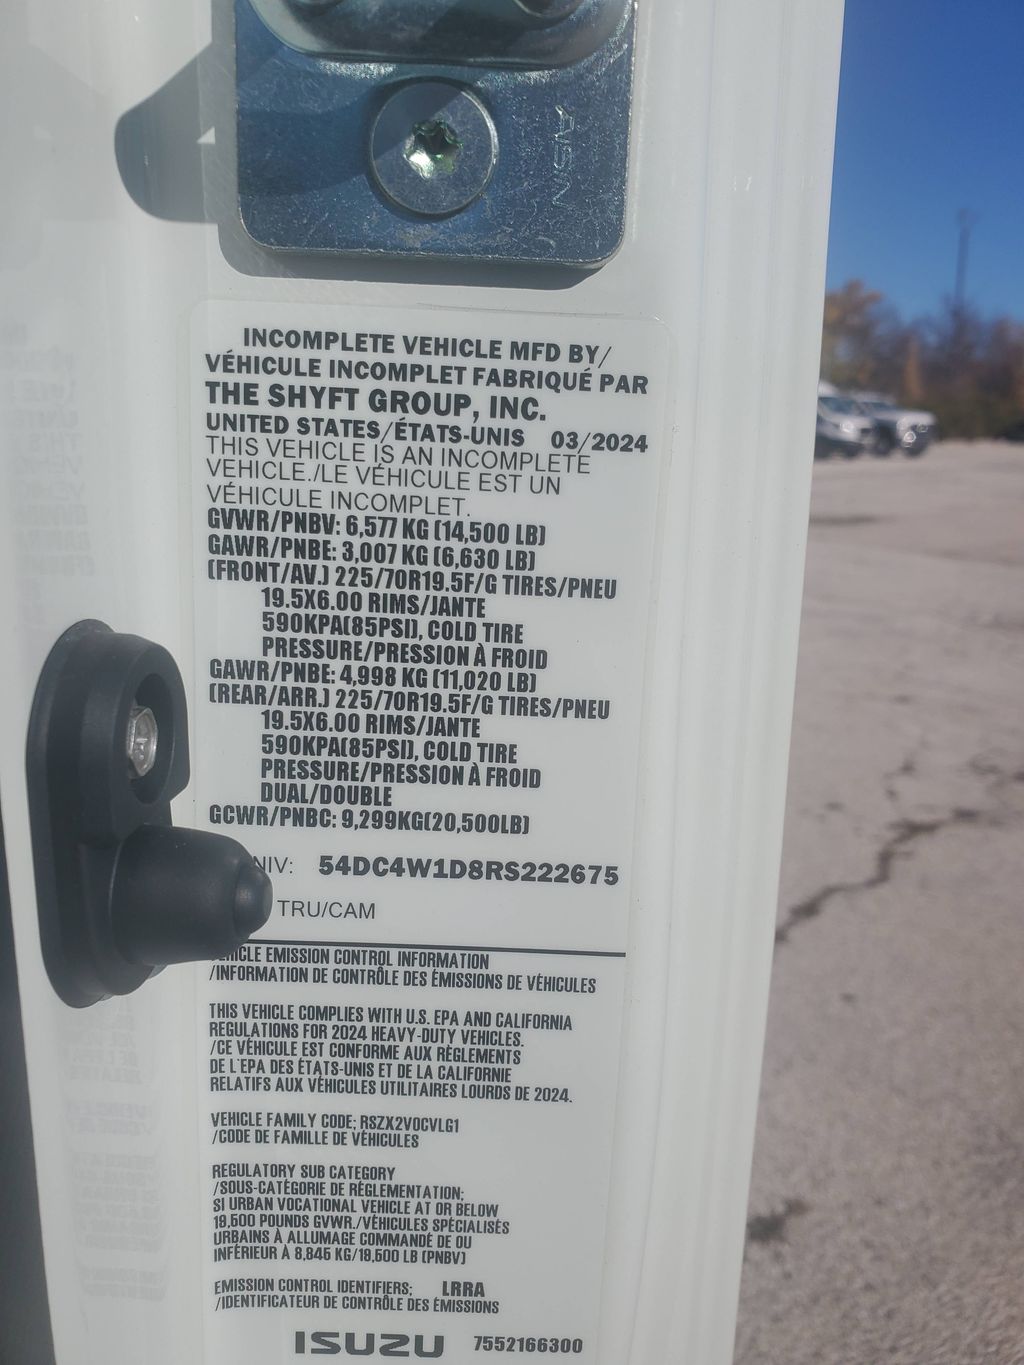 AISIN
INCOMPLETE VEHICLE MFD BY/
VÉHICULE INCOMPLET FABRIQUÉ PAR
THE SHYFT GROUP, INC.
UNITED STATES/ÉTATS-UNIS 03/2024
THIS VEHICLE IS AN INCOMPLETE
VEHICLE./LE VÉHICULE EST UN
VÉHICULE INCOMPLET.
GVWR/PNBV: 6,577 KG (14,500 LB)
GAWR/PNBE: 3,007 KG (6,630 LB)
(FRONT/AV.) 225/70R19.5F/G TIRES/PNEU
19.5X6.00 RIMS/JANTE
590KPA(85PSI), COLD TIRE
PRESSURE/PRESSION À FROID
GAWR/PNBE: 4,998 KG (11,020 LB)
(REAR/ARR.) 225/70R19.5F/G TIRES/PNEU
19.5X6.00 RIMS/JANTE
590KPA(85PSI), COLD TIRE
PRESSURE/PRESSION À FROID
DUAL/DOUBLE
GCWR/PNBC: 9,299KG(20,500LB)
NIV: 54DC4W1D8RS222675
TRU/CAM
VEHICLE EMISSION CONTROL INFORMATION
/INFORMATION DE CONTRÔLE DES ÉMISSIONS DE VÉHICULES
THIS VEHICLE COMPLIES WITH U.S. EPA AND CALIFORNIA
REGULATIONS FOR 2024 HEAVY-DUTY VEHICLES.
/CE VÉHICULE EST CONFORME AUX RÈGLEMENTS
DE L'EPA DES ÉTATS-UNIS ET DE LA CALIFORNIE
RELATIFS AUX VÉHICULES UTILITAIRES LOURDS DE 2024.
VEHICLE FAMILY CODE; RSZX2VOCVLG1
/CODE DE FAMILLE DE VÉHICULES
REGULATORY SUB CATEGORY
/SOUS-CATÉGORIE DE RÉGLEMENTATION;
SI URBAN VOCATIONAL VEHICLE AT OR BELOW
19,500 POUNDS GVWR./VÉHICULES SPÉCIALISÉS
URBAINS À ALLUMAGE COMMANDÉ DE OU
INFÉRIEUR À 8,845 KG/19,500 LB (PNBV)
EMISSION CONTROL IDENTIFIERS; LRRA
/IDENTIFICATEUR DE CONTRÔLE DES ÉMISSIONS
ISUZU 7552166300